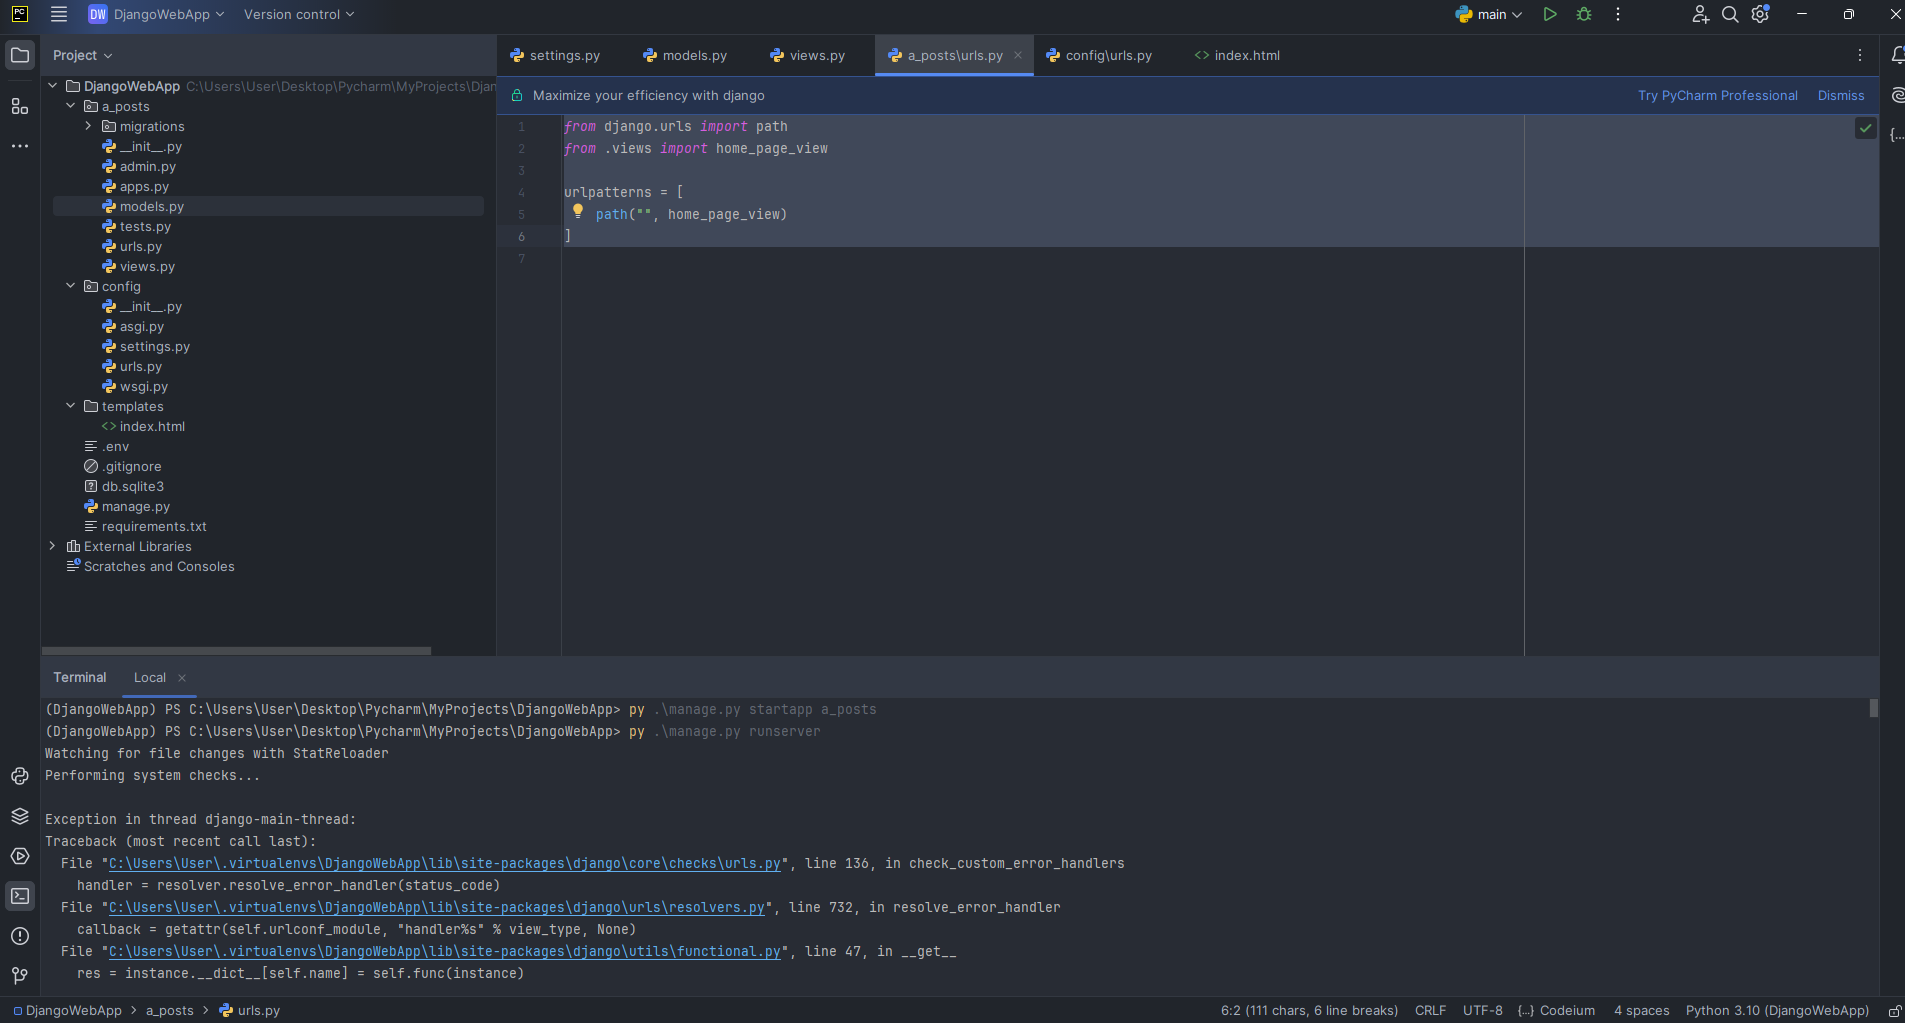 PC
DW DjangoWebApp Version control
main
Project
settings.py models.py views.py a_posts\urls.py config\urls.py index.html
DjangoWebApp C:\Users\User\Desktop\Pycharm\MyProjects\Djan
Maximize your efficiency with django Try PyCharm Professional Dismiss
a_posts
migrations
__init__.py
admin.py
apps.py
models.py
tests.py
urls.py
views.py
config
__init__.py
asgi.py
settings.py
urls.py
wsgi.py
templates
index.html
.env
.gitignore
db.sqlite3
manage.py
requirements.txt
External Libraries
Scratches and Consoles
1 from django.urls import path
2 from .views import home_page_view
3
4 urlpatterns = [
5 path("", home_page_view)
6 ]
7
Terminal Local
(DjangoWebApp) PS C:\Users\User\Desktop\Pycharm\MyProjects\DjangoWebApp> py .\manage.py startapp a_posts
(DjangoWebApp) PS C:\Users\User\Desktop\Pycharm\MyProjects\DjangoWebApp> py .\manage.py runserver
Watching for file changes with StatReloader
Performing system checks...
Exception in thread django-main-thread:
Traceback (most recent call last):
File "C:\Users\User\.virtualenvs\DjangoWebApp\lib\site-packages\django\core\checks\urls.py", line 136, in check_custom_error_handlers
handler = resolver.resolve_error_handler(status_code)
File "C:\Users\User\.virtualenvs\DjangoWebApp\lib\site-packages\django\urls\resolvers.py", line 732, in resolve_error_handler
callback = getattr(self.urlconf_module, "handler%s" % view_type, None)
File "C:\Users\User\.virtualenvs\DjangoWebApp\lib\site-packages\django\utils\functional.py", line 47, in __get__
res = instance.__dict__[self.name] = self.func(instance)
DjangoWebApp > a_posts > urls.py 6:2 (111 chars, 6 line breaks) CRLF UTF-8 {...} Codeium 4 spaces Python 3.10 (DjangoWebApp)